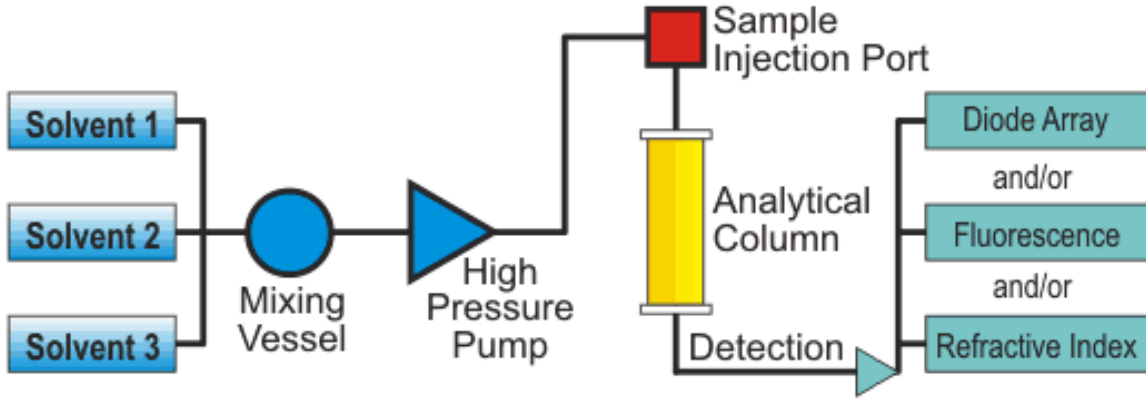 Solvent 1
Solvent 2
Solvent 3
Mixing
Vessel
High
Pressure
Pump
Sample
Injection Port
Analytical
Column
Detection
Diode Array
and/or
Fluorescence
and/or
Refractive Index